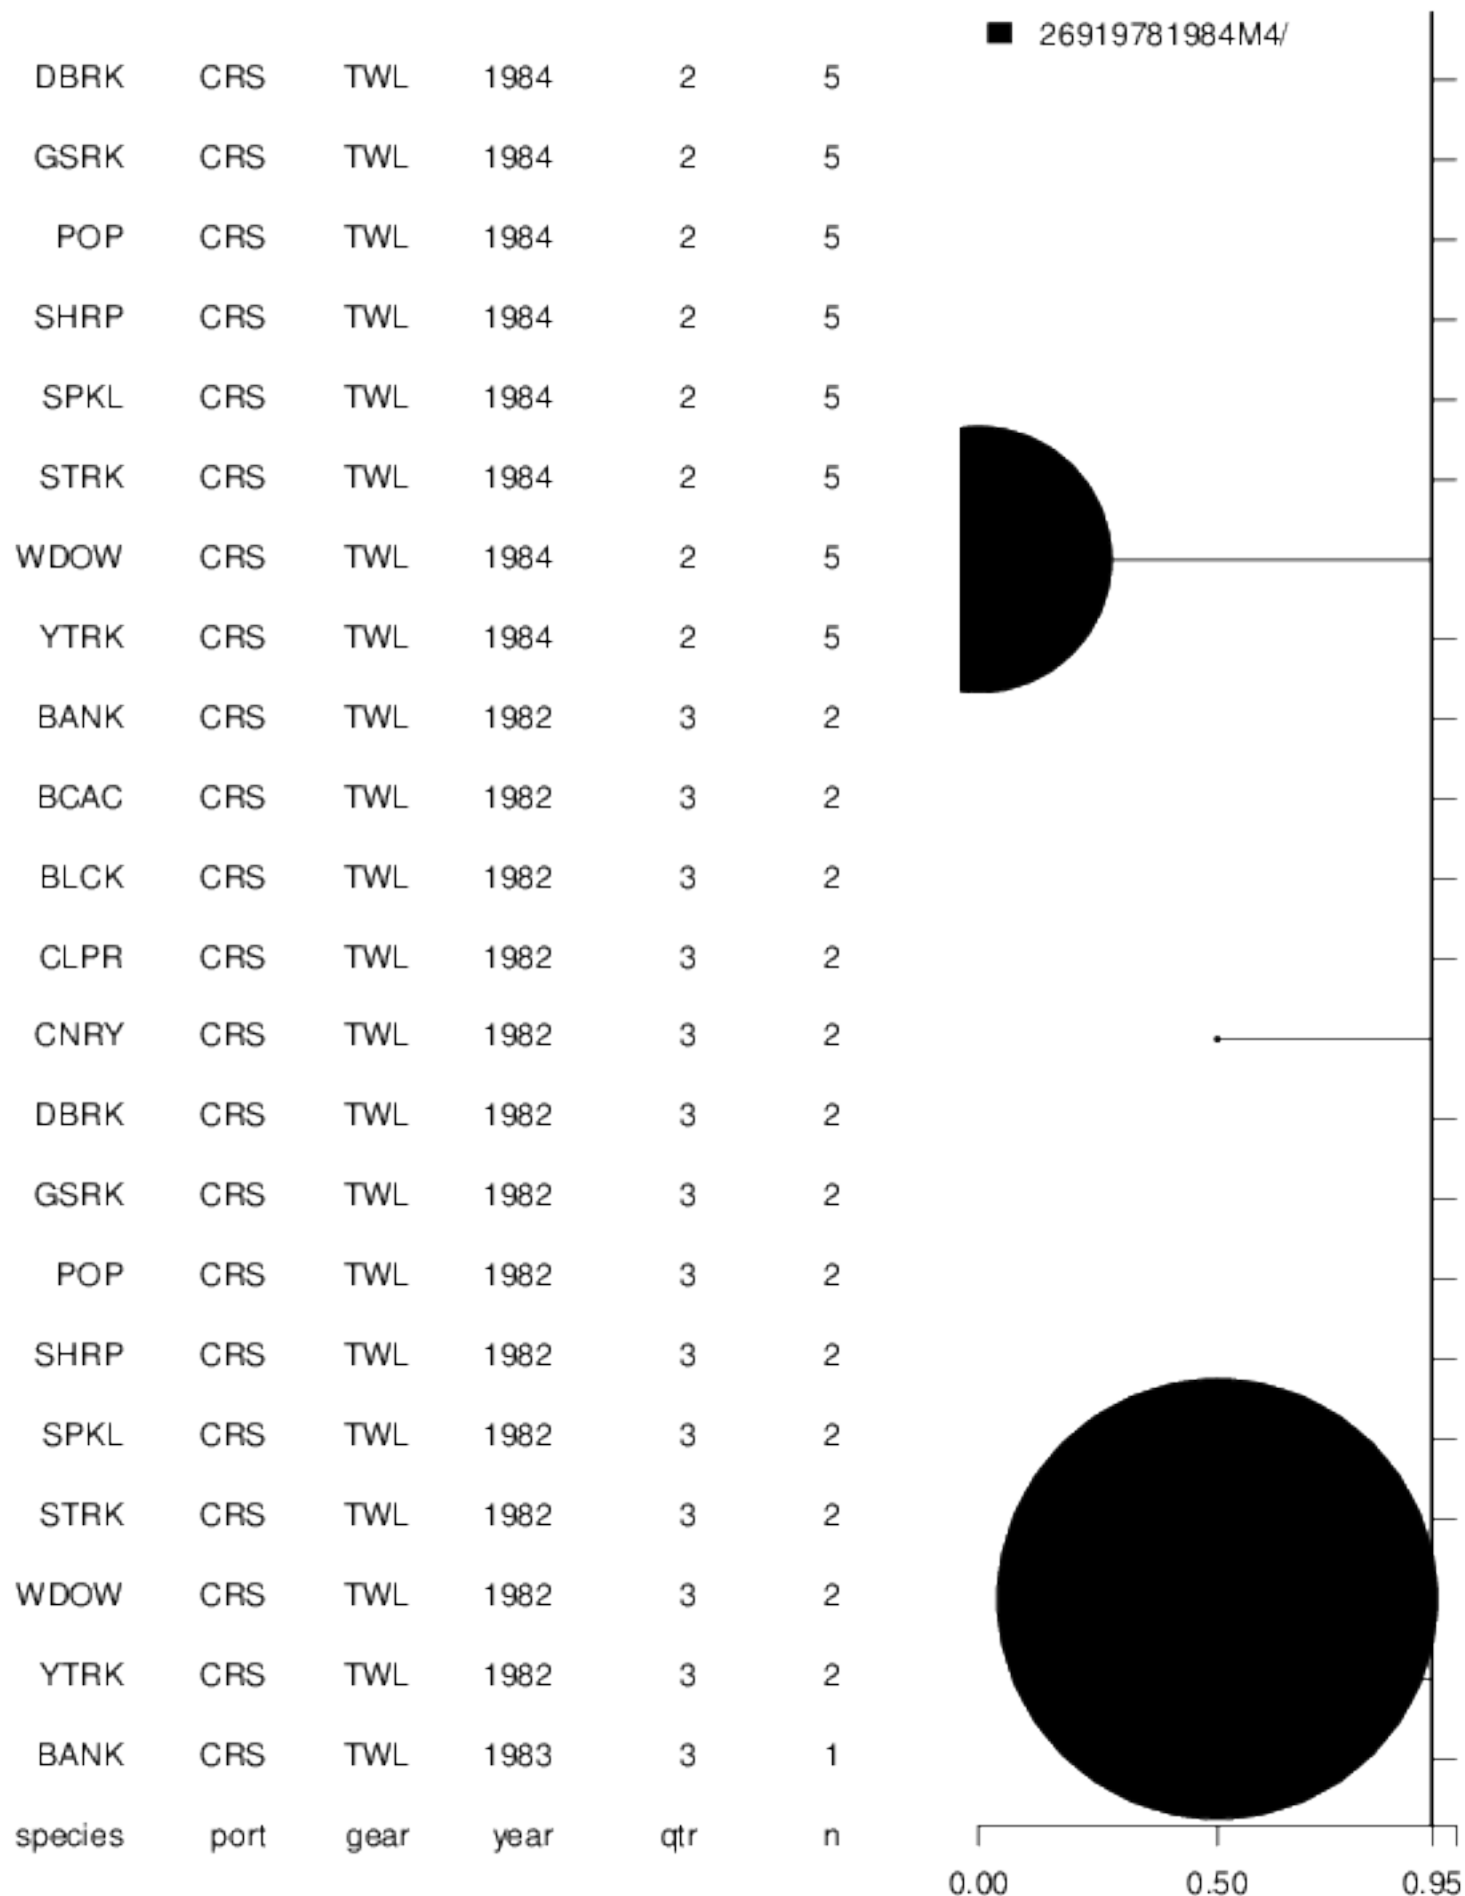 26919781984M4/
DBRK CRS TWL 1984 2 5
GSRK CRS TWL 1984 2 5
POP CRS TWL 1984 2 5
SHRP CRS TWL 1984 2 5
SPKL CRS TWL 1984 2 5
STRK CRS TWL 1984 2 5
WDOW CRS TWL 1984 2 5
YTRK CRS TWL 1984 2 5
BANK CRS TWL 1982 3 2
BCAC CRS TWL 1982 3 2
BLCK CRS TWL 1982 3 2
CLPR CRS TWL 1982 3 2
CNRY CRS TWL 1982 3 2
DBRK CRS TWL 1982 3 2
GSRK CRS TWL 1982 3 2
POP CRS TWL 1982 3 2
SHRP CRS TWL 1982 3 2
SPKL CRS TWL 1982 3 2
STRK CRS TWL 1982 3 2
WDOW CRS TWL 1982 3 2
YTRK CRS TWL 1982 3 2
BANK CRS TWL 1983 3 1
species port gear year qtr n
0.00 0.50 0.95